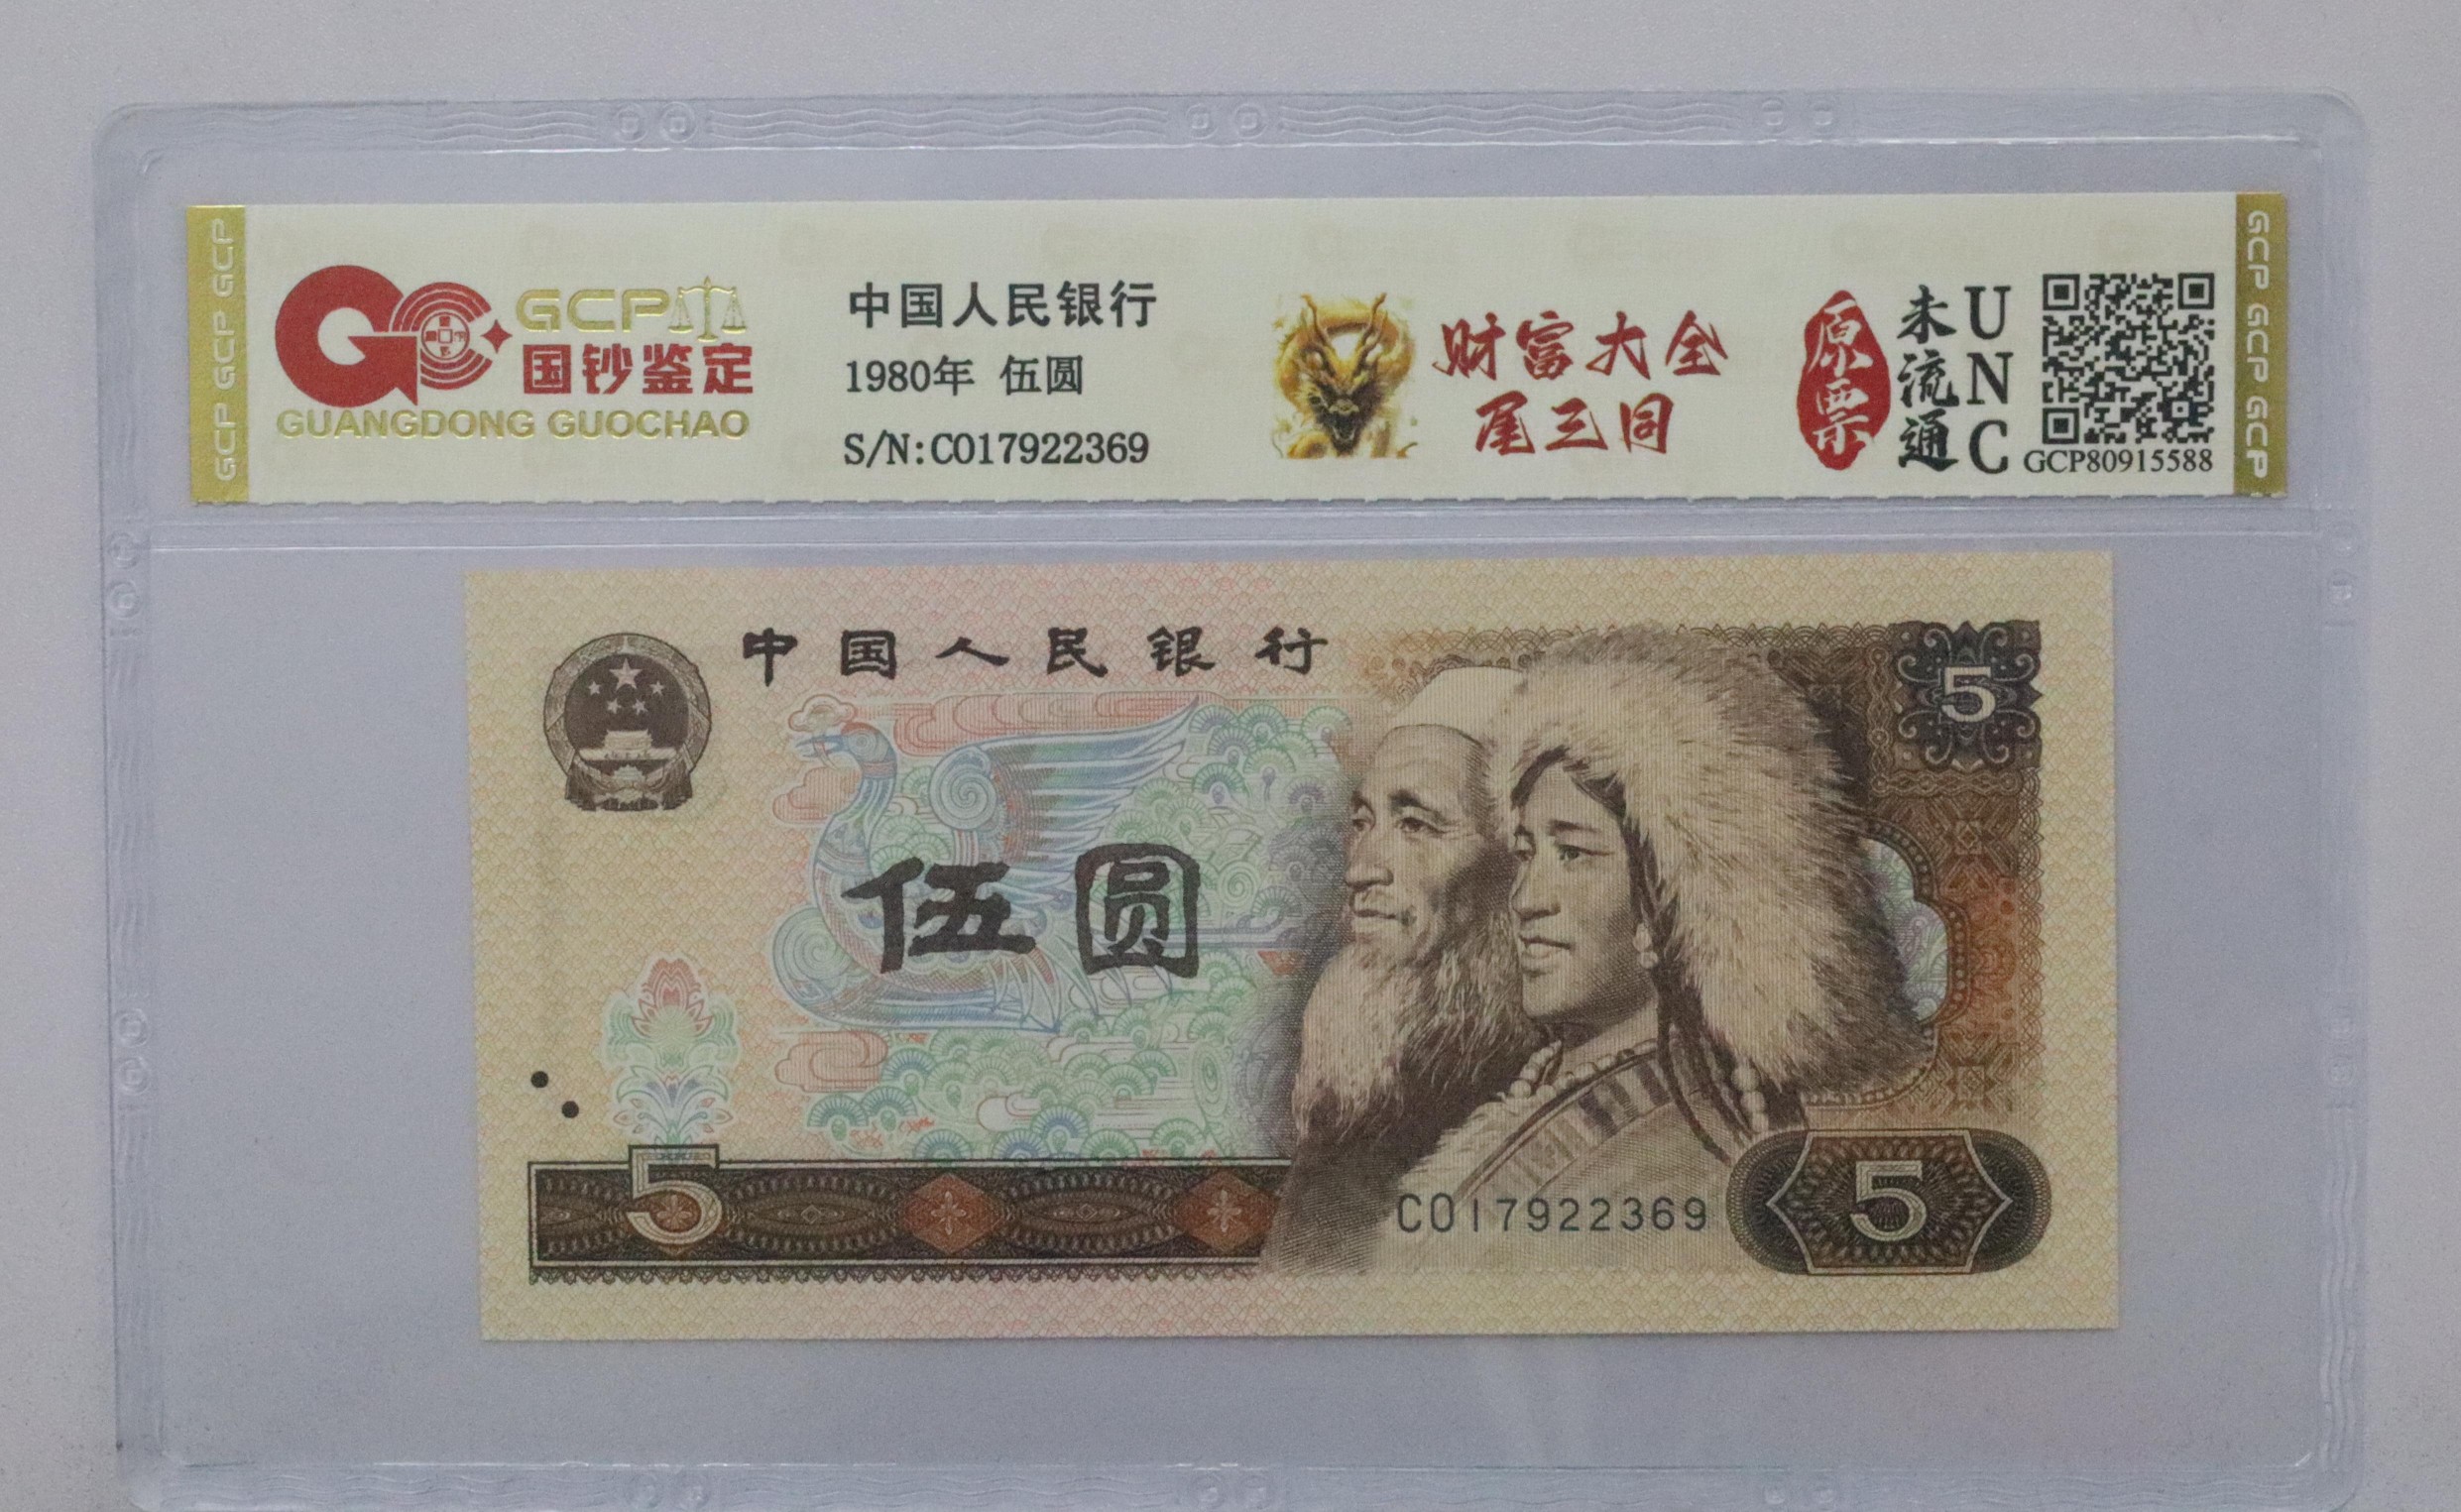 GCP GCP GCP
GCP
国钞鉴定
GUANGDONG GUOCHAO
中国人民银行
1980年 伍圆
S/N:CO17922369
财富大全
尾三同
原票
未流通
UNC
GCP80915588
GCP GCP GCP
中国人民银行
5
伍圆
5
CO17922369
5